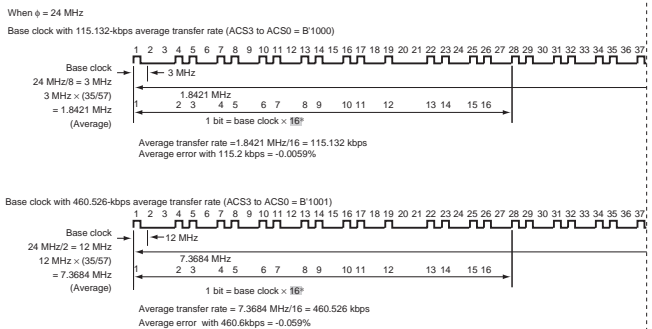 When φ = 24 MHz
Base clock with 115.132-kbps average transfer rate (ACS3 to ACS0 = B'1000)
1 2 3 4 5 6 7 8 9 10 11 12 13 14 15 16 17 18 19 20 21 22 23 24 25 26 27 28 29 30 31 32 33 34 35 36 37
Base clock
24 MHz/8 = 3 MHz
3 MHz × (35/57)
= 1.8421 MHz
(Average)
3 MHz
1.8421 MHz
1 2 3 4 5 6 7 8 9 10 11 12 13 14 15 16
1 bit = base clock × 16*
Average transfer rate =1.8421 MHz/16 = 115.132 kbps
Average error with 115.2 kbps = -0.0059%
Base clock with 460.526-kbps average transfer rate (ACS3 to ACS0 = B'1001)
1 2 3 4 5 6 7 8 9 10 11 12 13 14 15 16 17 18 19 20 21 22 23 24 25 26 27 28 29 30 31 32 33 34 35 36 37
Base clock
24 MHz/2 = 12 MHz
12 MHz × (35/57)
= 7.3684 MHz
(Average)
12 MHz
7.3684 MHz
1 2 3 4 5 6 7 8 9 10 11 12 13 14 15 16
1 bit = base clock × 16*
Average transfer rate = 7.3684 MHz/16 = 460.526 kbps
Average error with 460.6kbps = -0.059%